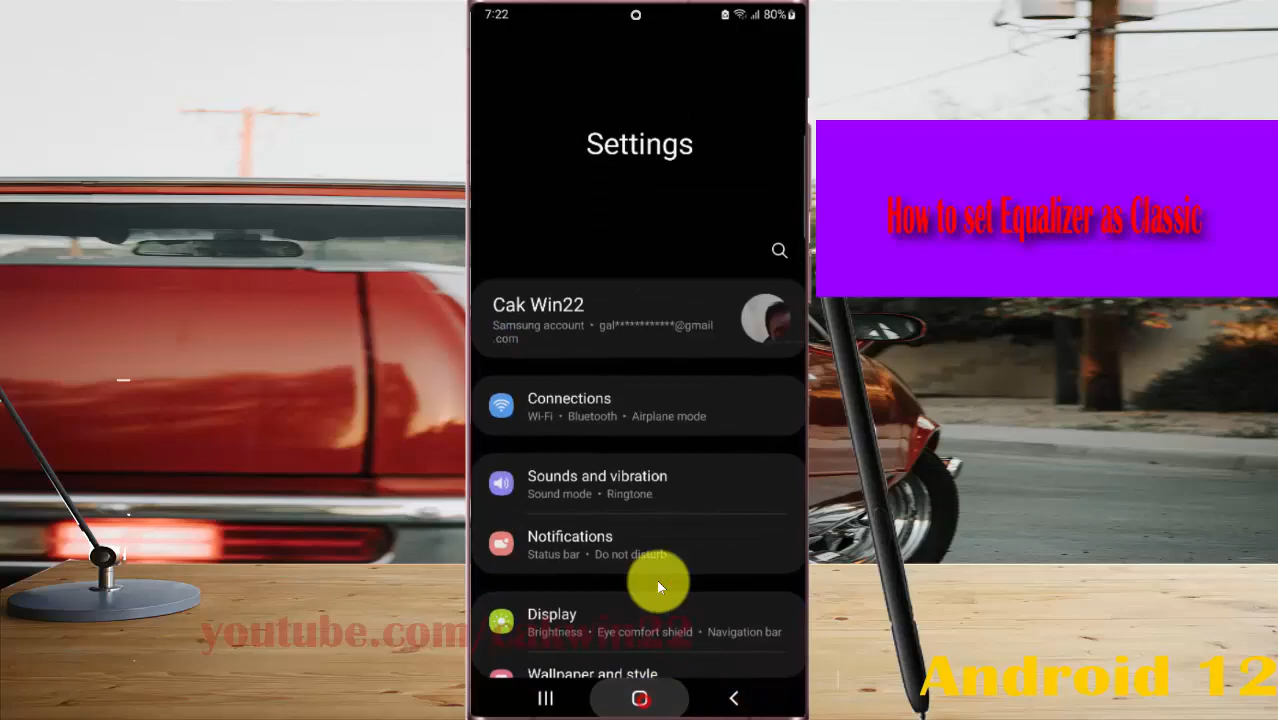 7:22
80%
Settings
How to set Equalizer as Classic
Cak Win22
Samsung account • gal************@gmail
.com
Connections
Wi-Fi • Bluetooth • Airplane mode
Sounds and vibration
Sound mode • Ringtone
Notifications
Status bar • Do not disturb
Display
Brightness • Eye comfort shield • Navigation bar
youtube.com/cakwin22
Wallpaper and style
Android 12